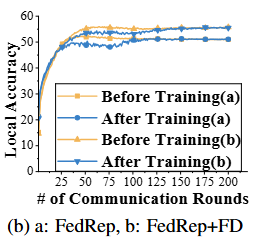 60
50
40
30
20
10
0
Local Accuracy
Before Training(a)
After Training(a)
Before Training(b)
After Training(b)
25 50 75 100 125 150 175 200
# of Communication Rounds
(b) a: FedRep, b: FedRep+FD